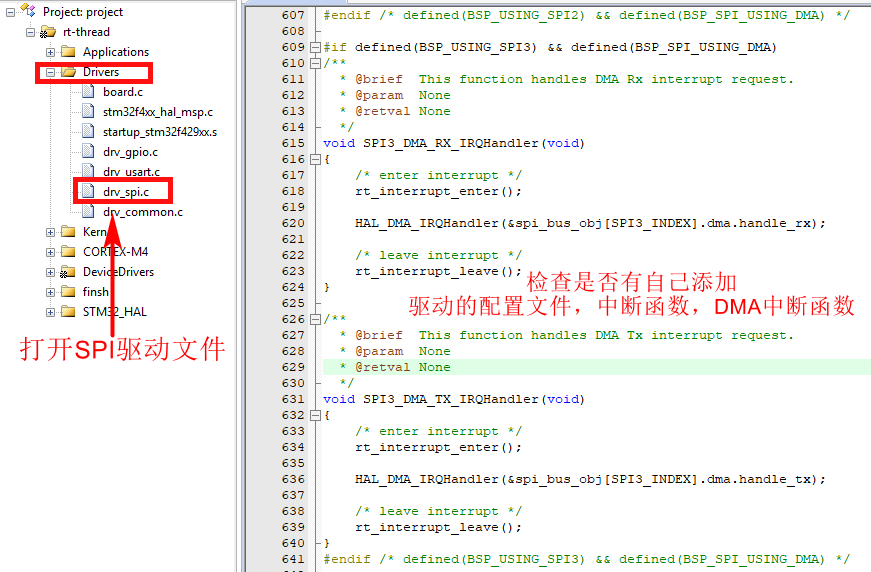 Project: project
rt-thread
Applications
Drivers
board.c
stm32f4xx_hal_msp.c
startup_stm32f429xx.s
drv_gpio.c
drv_usart.c
drv_spi.c
drv_common.c
Kern
CORTEX-M4
DeviceDrivers
finsh
STM32_HAL
打开SPI驱动文件
607 #endif /* defined(BSP_USING_SPI2) && defined(BSP_SPI_USING_DMA) */
608
609 #if defined(BSP_USING_SPI3) && defined(BSP_SPI_USING_DMA)
610 /**
611 * @brief  This function handles DMA Rx interrupt request.
612 * @param  None
613 * @retval None
614 */
615 void SPI3_DMA_RX_IRQHandler(void)
616 {
617 /* enter interrupt */
618 rt_interrupt_enter();
619
620 HAL_DMA_IRQHandler(&spi_bus_obj[SPI3_INDEX].dma.handle_rx);
621
622 /* leave interrupt */
623 rt_interrupt_leave();
624 }
检查是否有自己添加
驱动的配置文件，中断函数，DMA中断函数
625
626 /**
627 * @brief  This function handles DMA Tx interrupt request.
628 * @param  None
629 * @retval None
630 */
631 void SPI3_DMA_TX_IRQHandler(void)
632 {
633 /* enter interrupt */
634 rt_interrupt_enter();
635
636 HAL_DMA_IRQHandler(&spi_bus_obj[SPI3_INDEX].dma.handle_tx);
637
638 /* leave interrupt */
639 rt_interrupt_leave();
640 }
641 #endif /* defined(BSP_USING_SPI3) && defined(BSP_SPI_USING_DMA) */